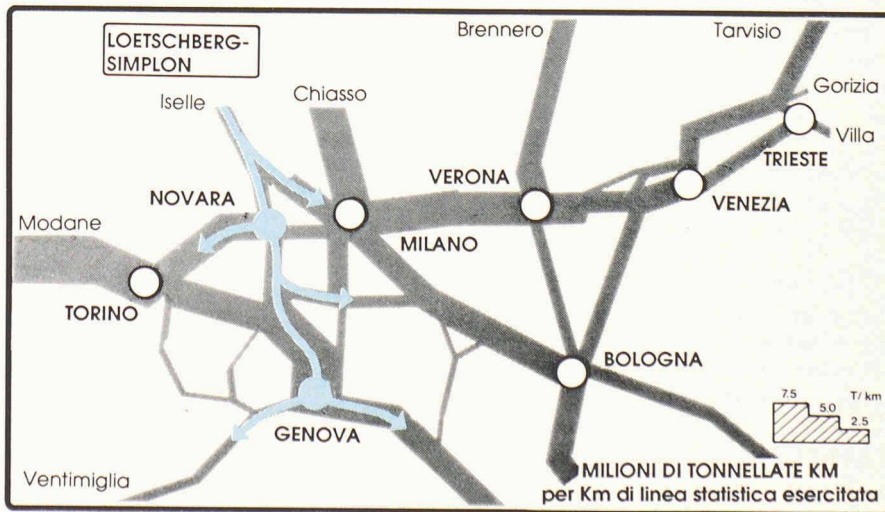 LOETSCHBERG-
SIMPLON
Brennero
Tarvisio
Iselle
Chiasso
Gorizia
Villa
TRIESTE
VERONA
NOVARA
VENEZIA
Modane
MILANO
TORINO
BOLOGNA
7.5
5.0
2.5
T/km
GENOVA
Ventimiglia
MILIONI DI TONNELLATE KM
per Km di linea statistica esercitata